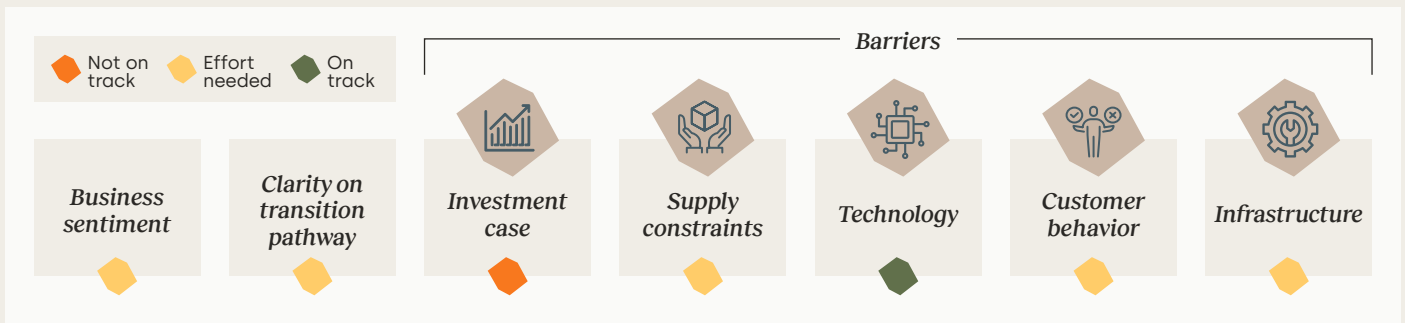 Not on
track
Effort
needed
On
track
Barriers
Business
sentiment
Clarity on
transition
pathway
Investment
case
Supply
constraints
Technology
Customer
behavior
Infrastructure